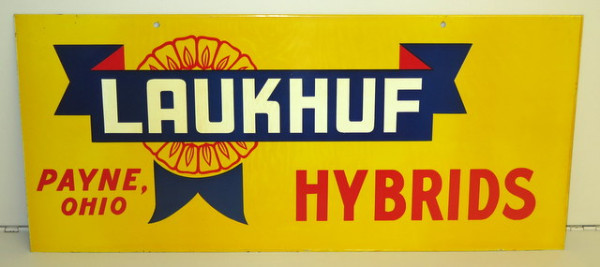 LAUKHUF
PAYNE,
OHIO
HYBRIDS